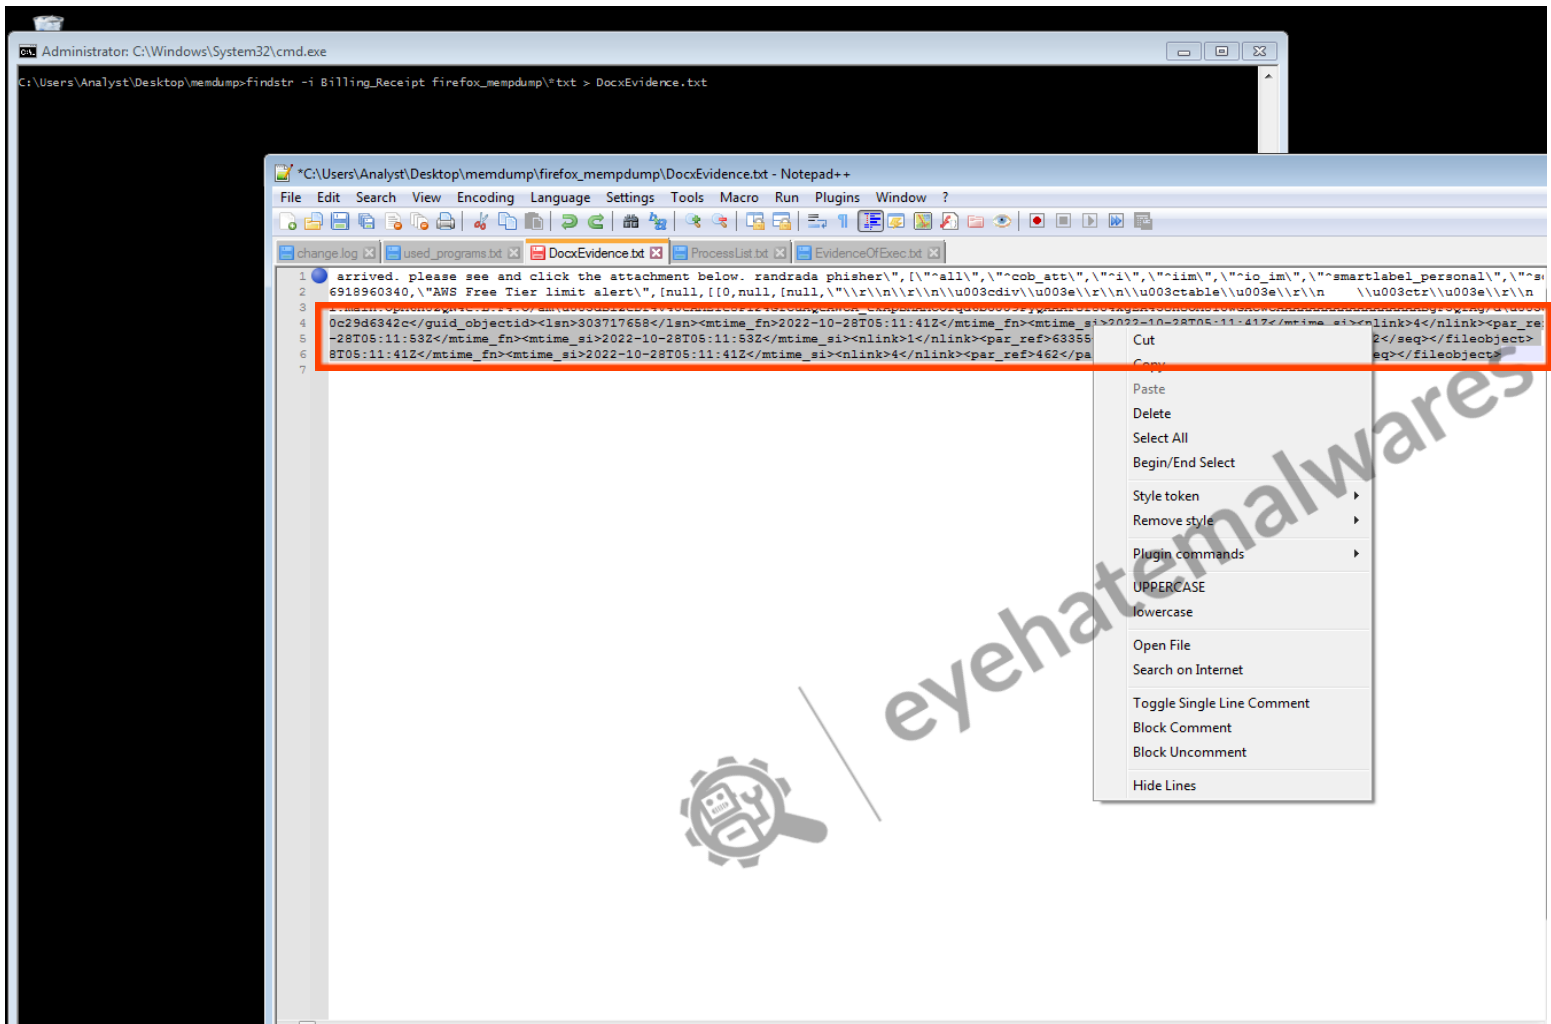 Administrator: C:\Windows\System32\cmd.exe
C:\Users\Analyst\Desktop\memdump>findstr -i Billing_Receipt firefox_mempdump\*txt > DocxEvidence.txt
*C:\Users\Analyst\Desktop\memdump\firefox_mempdump\DocxEvidence.txt - Notepad++
File Edit Search View Encoding Language Settings Tools Macro Run Plugins Window ?
change.log used_programs.txt DocxEvidence.txt ProcessList.txt EvidenceOfExec.txt
1 arrived. please see and click the attachment below. randrada phisher\",[\"^all\",\"^cob_att\",\"^i\",\"^iim\",\"^io_im\",\"^smartlabel_personal\",\"^s
2 6918960340,\"AWS Free Tier limit alert\",[null,[[0,null,[null,\"\\r\\n\\r\\n\\u003cdiv\\u003e\\r\\n\\u003ctable\\u003e\\r\\n \\u003ctr\\u003e\\r\\n
3
4 0c29d6342c</guid_objectid><lsn>303717658</lsn><mtime_fn>2022-10-28T05:11:41Z</mtime_fn><mtime_si>2022-10-28T05:11:41Z</mtime_si><nlink>4</nlink><par_re
5 -28T05:11:53Z</mtime_fn><mtime_si>2022-10-28T05:11:53Z</mtime_si><nlink>1</nlink><par_ref>63355 2</seq></fileobject>
6 8T05:11:41Z</mtime_fn><mtime_si>2022-10-28T05:11:41Z</mtime_si><nlink>4</nlink><par_ref>462</pa eq></fileobject>
7
Cut
Copy
Paste
Delete
Select All
Begin/End Select
Style token
Remove style
Plugin commands
UPPERCASE
lowercase
Open File
Search on Internet
Toggle Single Line Comment
Block Comment
Block Uncomment
Hide Lines
eyehatemalwares